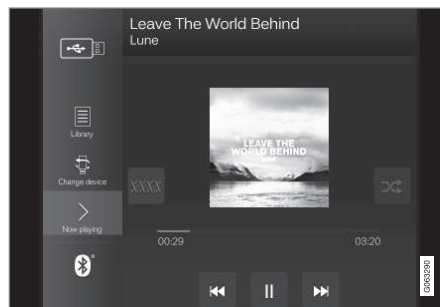 Leave The World Behind
Lune
Library
Change device
Now playing
LEAVE THE
WORLD BEHIND
LUNE
XXXX
00:29
03:20
G063290